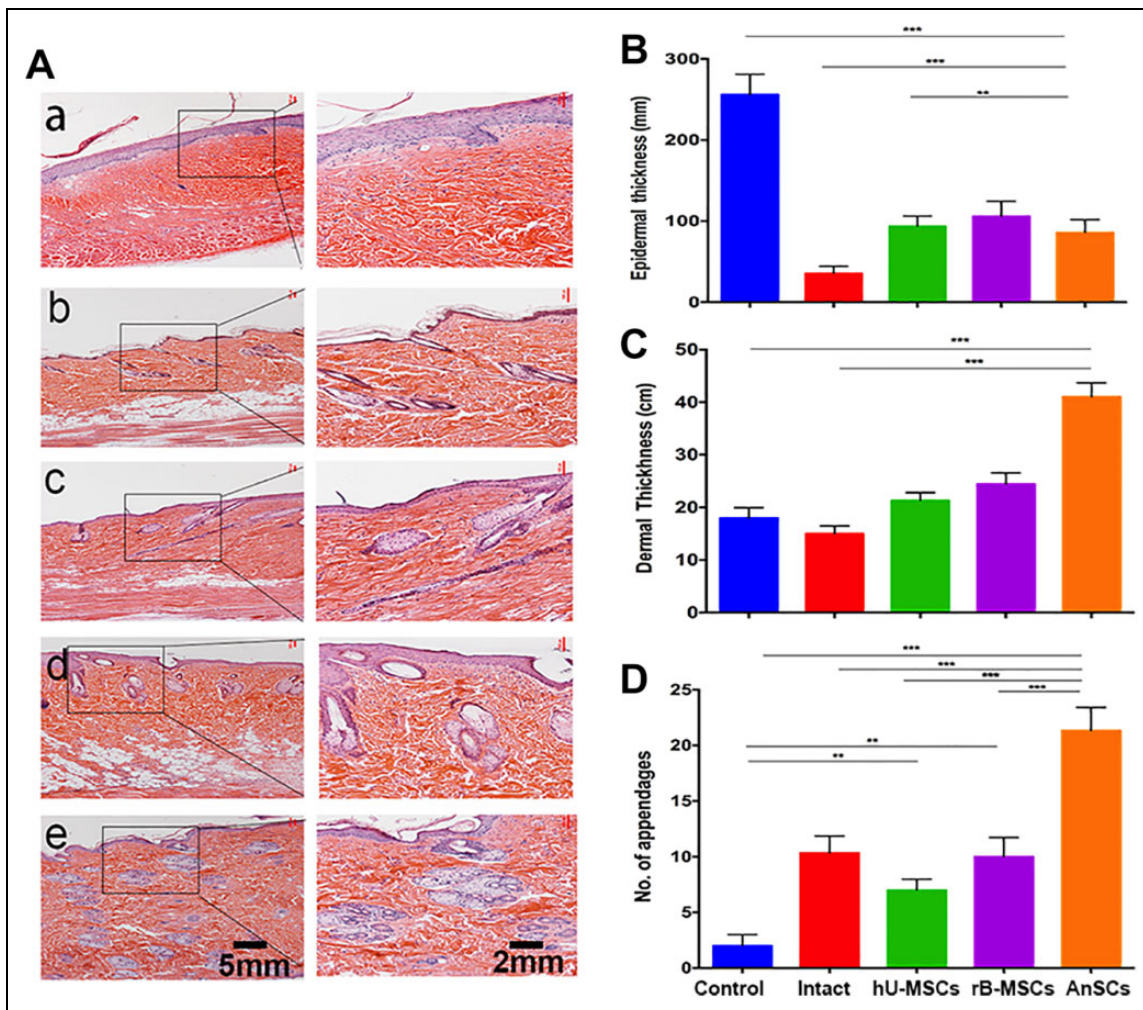 A
a
b
c
d
e
5mm
2mm
B
Epidermal thickness (mm)
300
200
100
0
***
***
**
C
Dermal Thickhness (cm)
50
40
30
20
10
0
***
***
D
No. of appendages
25
20
15
10
5
0
***
***
***
***
**
**
Control Intact hU-MSCs rB-MSCs AnSCs